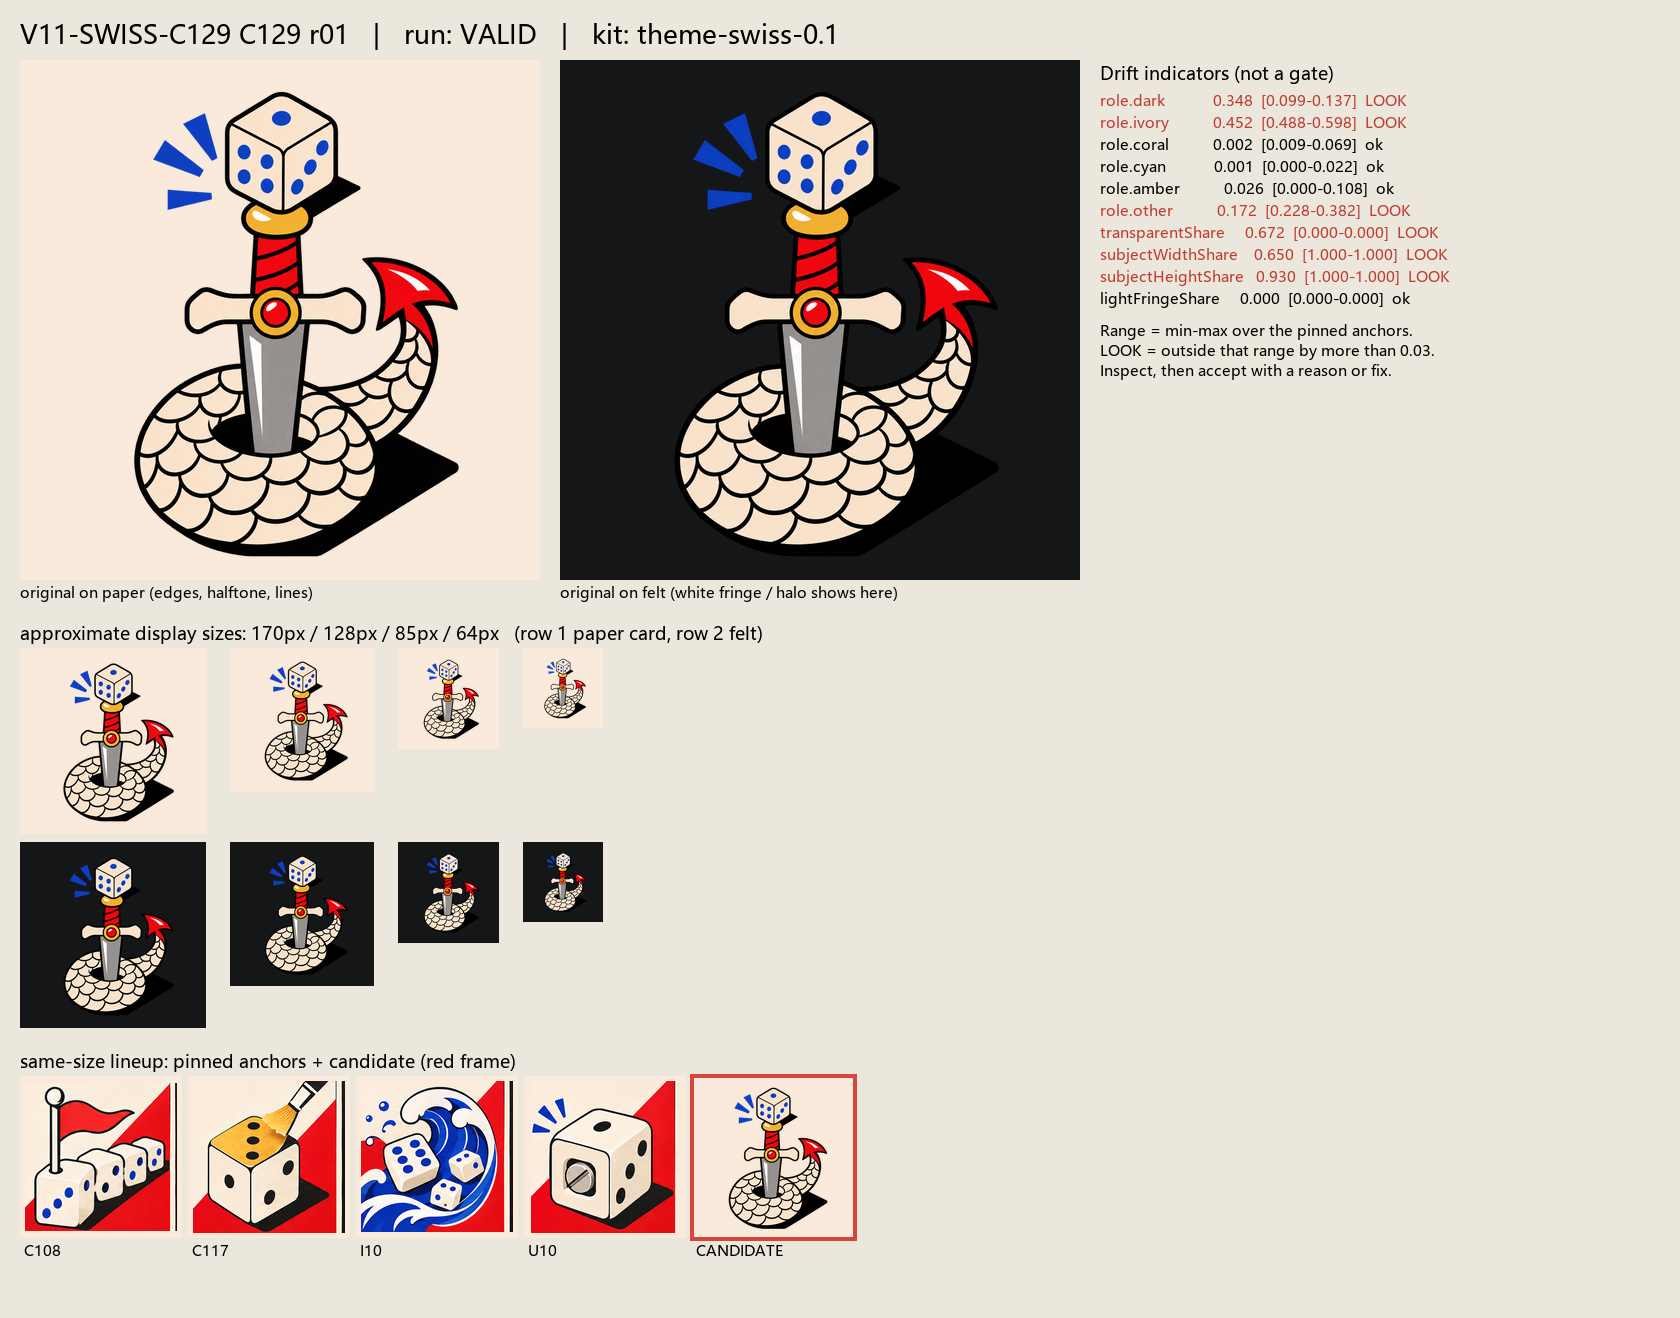 V11-SWISS-C129 C129 r01 | run: VALID | kit: theme-swiss-0.1
Drift indicators (not a gate)
role.dark 0.348 [0.099-0.137] LOOK
role.ivory 0.452 [0.488-0.598] LOOK
role.coral 0.002 [0.009-0.069] ok
role.cyan 0.001 [0.000-0.022] ok
role.amber 0.026 [0.000-0.108] ok
role.other 0.172 [0.228-0.382] LOOK
transparentShare 0.672 [0.000-0.000] LOOK
subjectWidthShare 0.650 [1.000-1.000] LOOK
subjectHeightShare 0.930 [1.000-1.000] LOOK
lightFringeShare 0.000 [0.000-0.000] ok
Range = min-max over the pinned anchors.
LOOK = outside that range by more than 0.03.
Inspect, then accept with a reason or fix.
original on paper (edges, halftone, lines)
original on felt (white fringe / halo shows here)
approximate display sizes: 170px / 128px / 85px / 64px (row 1 paper card, row 2 felt)
same-size lineup: pinned anchors + candidate (red frame)
C108
C117
I10
U10
CANDIDATE